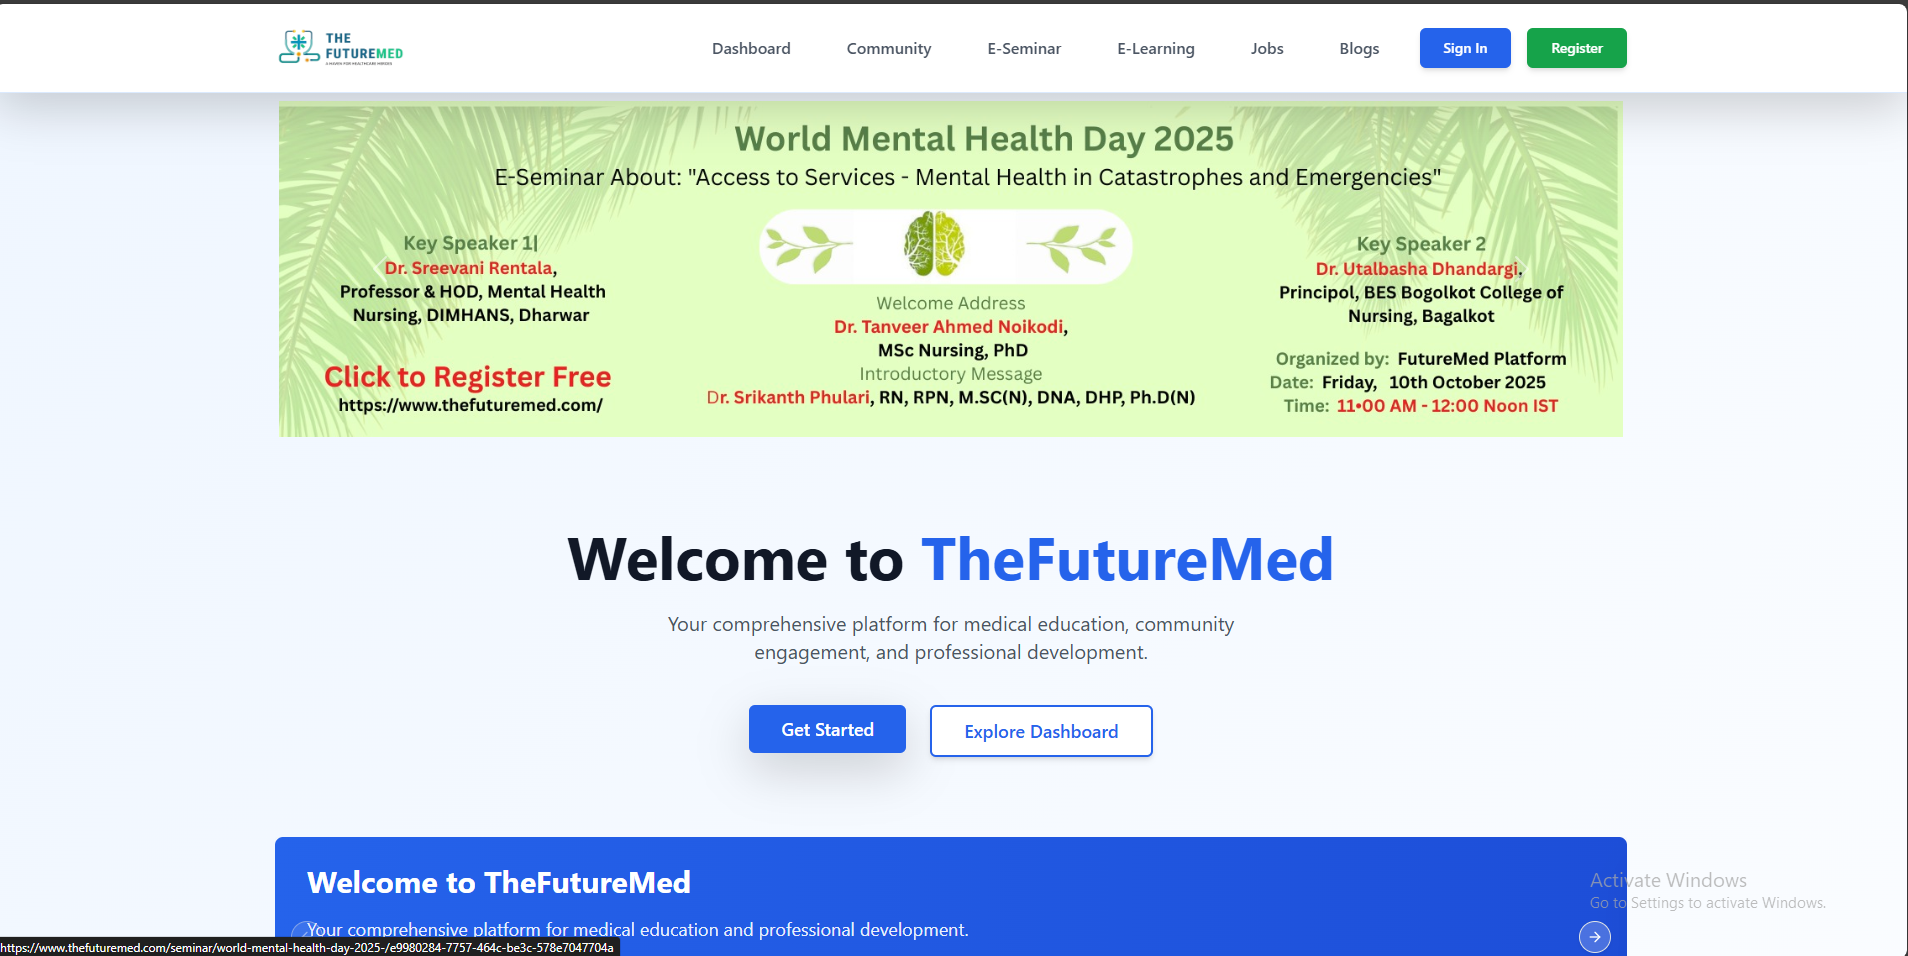 THE
FUTUREMED
Dashboard
Community
E-Seminar
E-Learning
Jobs
Blogs
Sign In
Register
World Mental Health Day 2025
E-Seminar About: "Access to Services - Mental Health in Catastrophes and Emergencies"
Key Speaker 1|
Dr. Sreevani Rentala,
Professor & HOD, Mental Health
Nursing, DIMHANS, Dharwar
Click to Register Free
https://www.thefuturemed.com/
Welcome Address
Dr. Tanveer Ahmed Noikodi,
MSc Nursing, PhD
Introductory Message
Dr. Srikanth Phulari, RN, RPN, M.SC(N), DNA, DHP, Ph.D(N)
Key Speaker 2
Dr. Utalbasha Dhandargi.
Principol, BES Bogolkot College of
Nursing, Bagalkot
Organized by: FutureMed Platform
Date: Friday, 10th October 2025
Time: 11•00 AM - 12:00 Noon IST
Welcome to TheFutureMed
Your comprehensive platform for medical education, community
engagement, and professional development.
Get Started
Explore Dashboard
Welcome to TheFutureMed
Your comprehensive platform for medical education and professional development.
Activate Windows
Go to Settings to activate Windows.
https://www.thefuturemed.com/seminar/world-mental-health-day-2025-/e9980284-7757-464c-be3c-578e7047704a